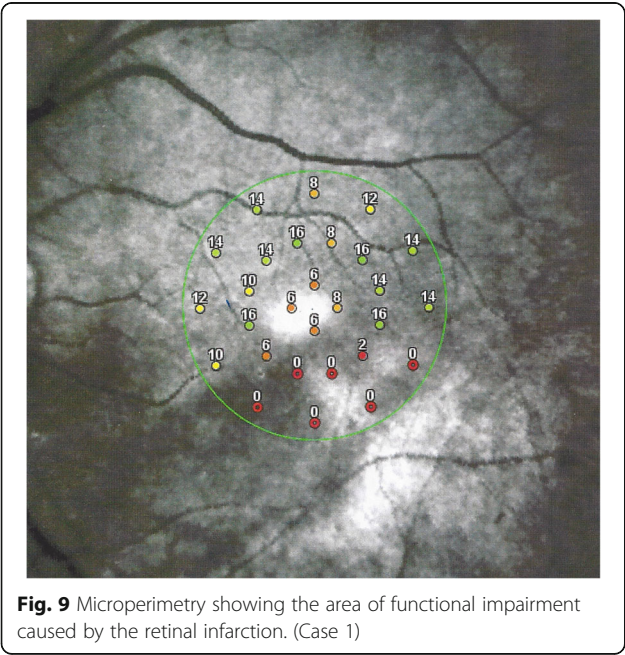 8
14 12
16 8
14 14 16 14
6
10 14
12 6 8 14
6
16 16
6 2
10 0 0 0
0 0
0
Fig. 9 Microperimetry showing the area of functional impairment
caused by the retinal infarction. (Case 1)